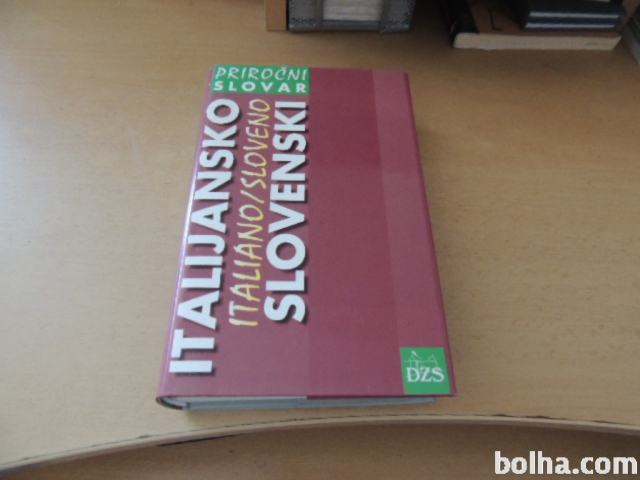 PRIROČNI
SLOVAR
ITALIJANSKO
ITALIANO/SLOVENO
SLOVENSKI
DZS
bolha.com